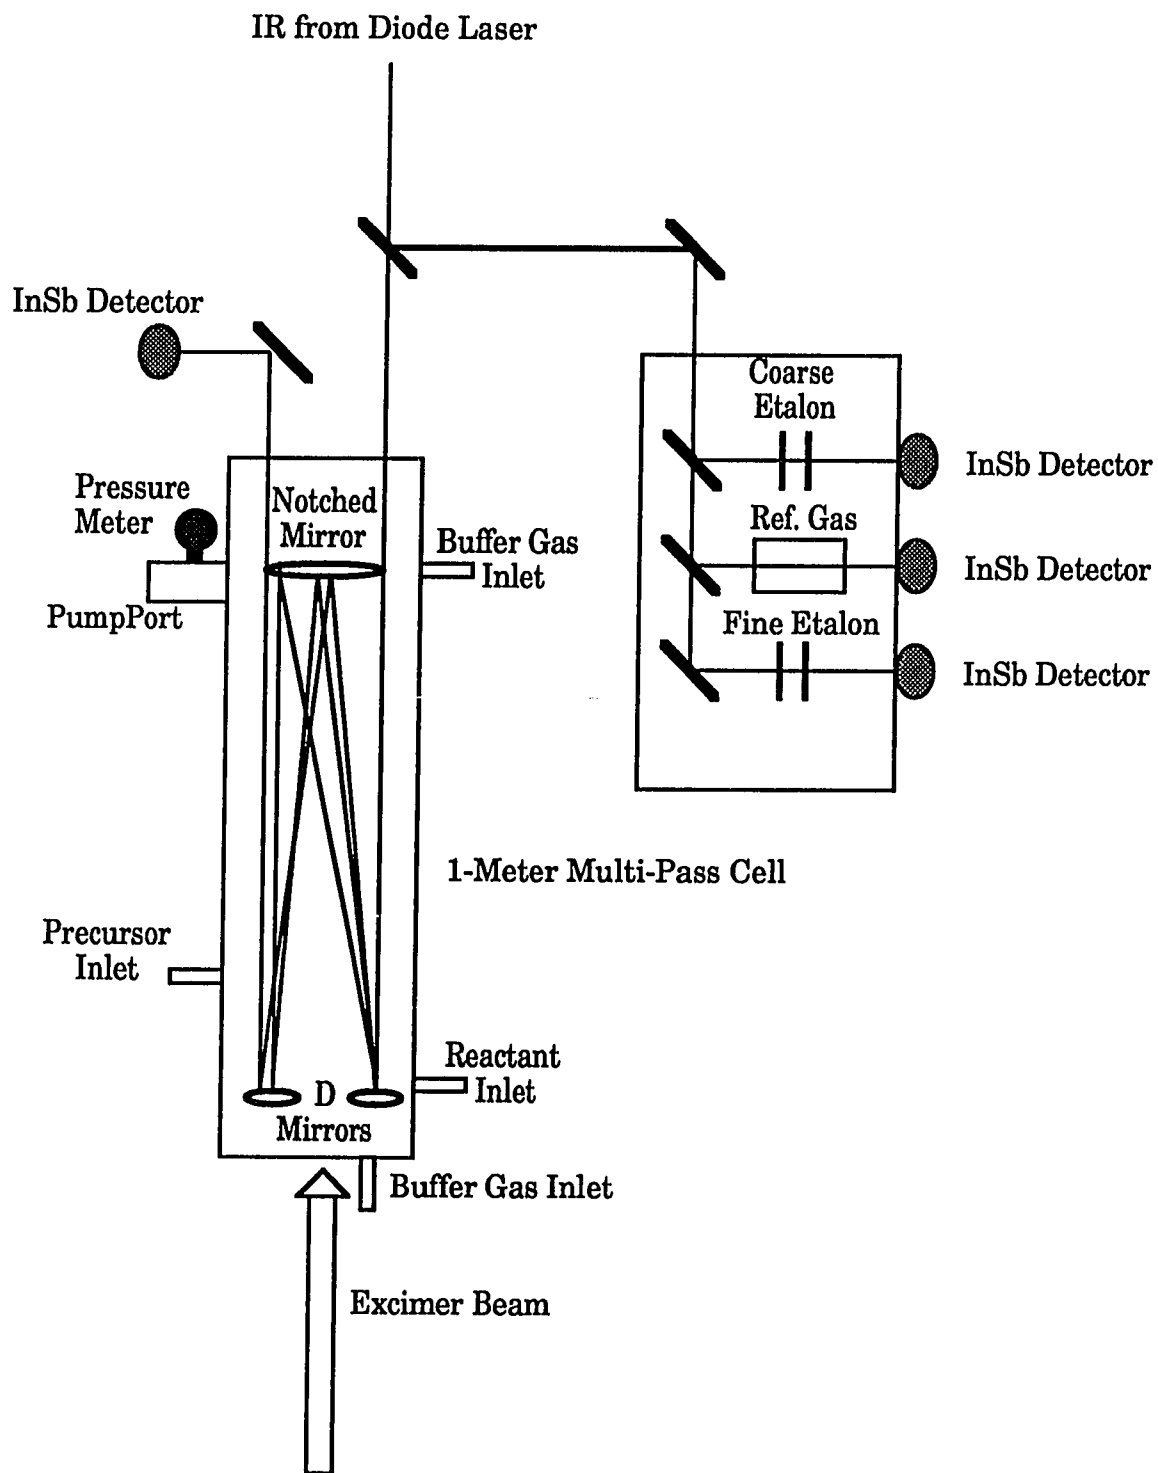 IR from Diode Laser
InSb Detector
Coarse
Etalon
InSb Detector
Pressure
Meter
Notched
Mirror
Buffer Gas
Inlet
Ref. Gas
InSb Detector
PumpPort
Fine Etalon
InSb Detector
1-Meter Multi-Pass Cell
Precursor
Inlet
Reactant
Inlet
D
Mirrors
Buffer Gas Inlet
Excimer Beam